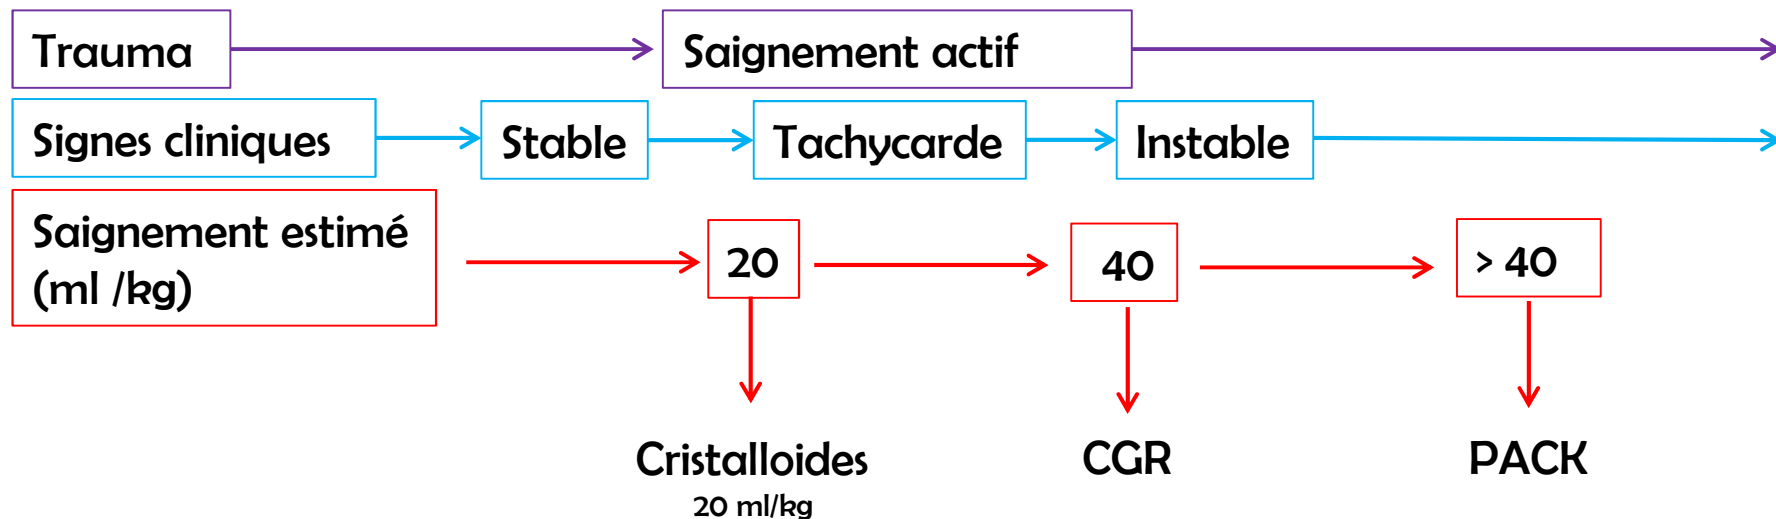 Trauma
Saignement actif
Signes cliniques
Stable
Tachycarde
Instable
Saignement estimé
(ml /kg)
20
40
> 40
Cristalloides
20 ml/kg
CGR
PACK